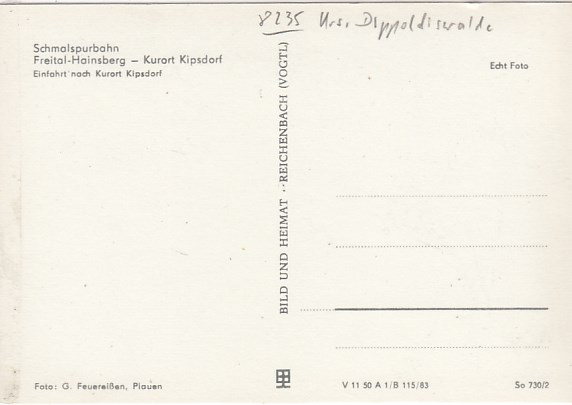 8235 Krs. Dippoldiswalde
Schmalspurbahn
Freital-Hainsberg – Kurort Kipsdorf
Einfahrt nach Kurort Kipsdorf
Echt Foto
BILD UND HEIMAT · REICHENBACH (VOGTL)
Foto: G. Feuereißen, Plauen
V 11 50 A 1/B 115/83
So 730/2